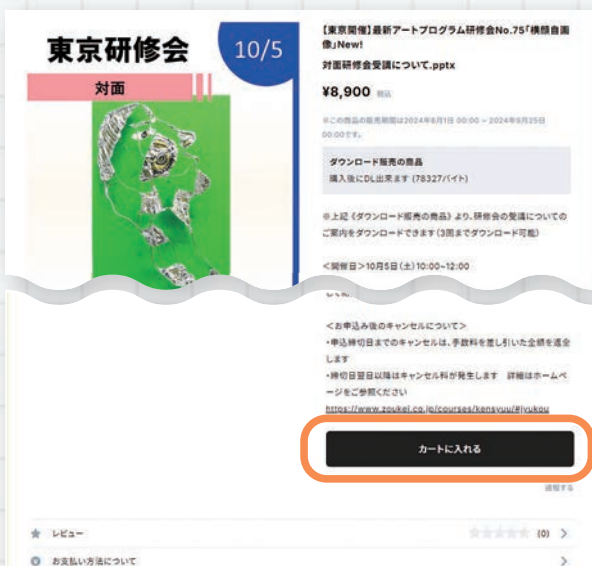 東京研修会
10/5
対面
【東京開催】最新アートプログラム研修会No.75「横顔自画
像」New!
対面研修会受講について.pptx
¥8,900 税込
※この商品の販売期間は2024年8月1日 00:00 ~ 2024年9月25日
00:00です。
ダウンロード販売の商品
購入後にDL出来ます (78327バイト)
※上記《ダウンロード販売の商品》より、研修会の受講についての
ご案内をダウンロードできます(3回までダウンロード可能)
<開催日>10月5日(土)10:00~12:00
<お申込み後のキャンセルについて>
・申込締切日までのキャンセルは、手数料を差し引いた全額を返金
します
・締切日翌日以降はキャンセル料が発生します 詳細はホームペ
ージをご参照ください
https://www.zoukei.co.jp/courses/kensyuu/#jyukou
カートに入れる
通報する
レビュー
(0)
お支払い方法について